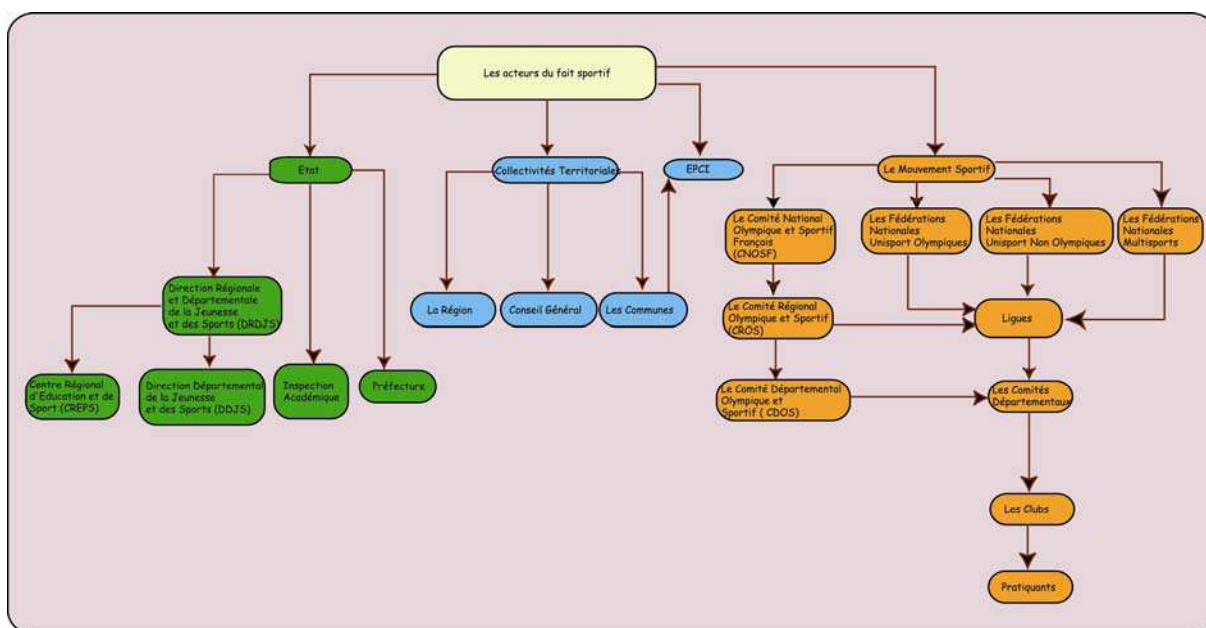 Les acteurs du fait sportif
Etat
Collectivités Territoriales
EPCI
Le Mouvement Sportif
Le Comité National
Olympique et Sportif
Français
(CNOSF)
Les Fédérations
Nationales
Unisport Olympiques
Les Fédérations
Nationales
Unisport Non Olympiques
Les Fédérations
Nationales
Multisports
Direction Régionale
et Départementale
de la Jeunesse
et des Sports (DRDJS)
La Région
Conseil Général
Les Communes
Le Comité Régional
Olympique et Sportif
(CROS)
Ligues
Centre Régional
d'Education et de
Sport (CREPS)
Direction Départemental
de la Jeunesse
et des Sports (DDJS)
Inspection
Académique
Préfecture
Le Comité Départemental
Olympique et
Sportif ( CDOS)
Les Comités
Départementaux
Les Clubs
Pratiquants